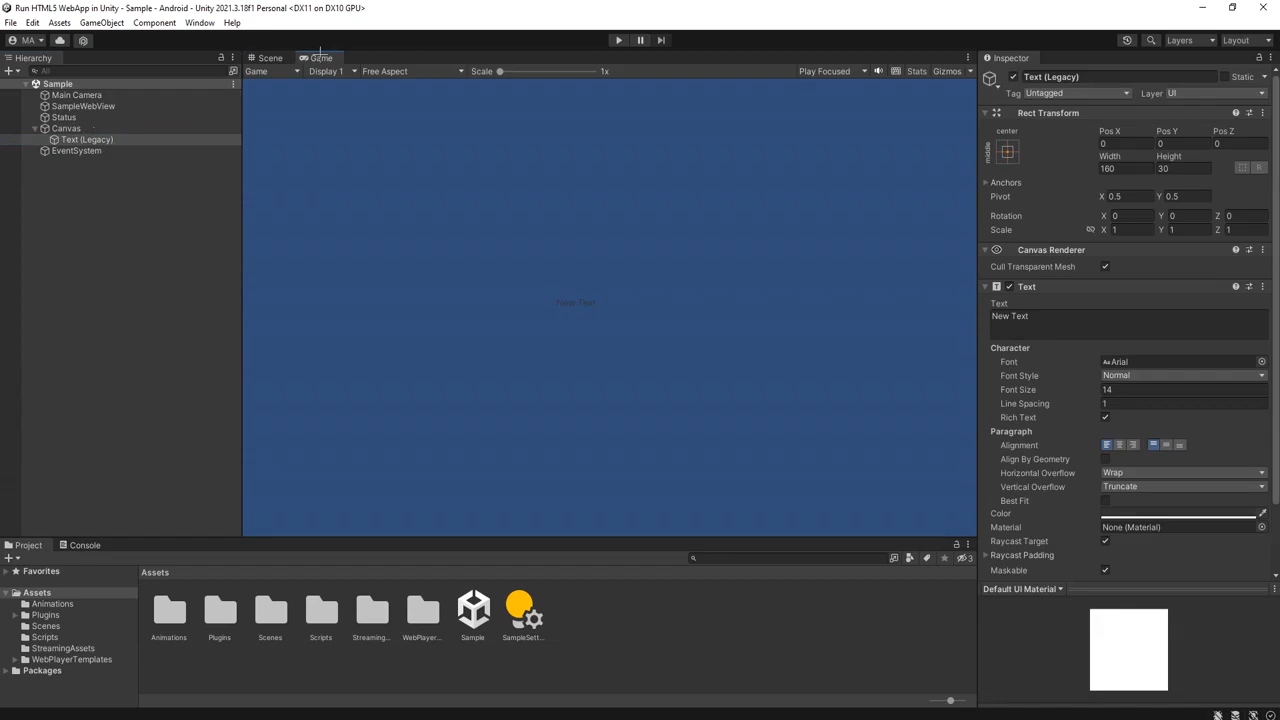 Run HTML5 WebApp in Unity - Sample - Android - Unity 2021.3.18f1 Personal <DX11 on DX10 GPU>
File Edit Assets GameObject Component Window Help
MA Layers Layout
Hierarchy Scene Game Inspector
All Game Display 1 Free Aspect Scale 1x Play Focused Stats Gizmos Text (Legacy) Static
Sample
Main Camera
SampleWebView
Status
Canvas
Text (Legacy)
EventSystem
New Text
Tag Untagged Layer UI
Rect Transform
center
middle
Pos X Pos Y Pos Z
0 0 0
Width Height
160 30
R
Anchors
Pivot X 0.5 Y 0.5
Rotation X 0 Y 0 Z 0
Scale X 1 Y 1 Z 1
Canvas Renderer
Cull Transparent Mesh
Text
Text
New Text
Character
Font Aa Arial
Font Style Normal
Font Size 14
Line Spacing 1
Rich Text
Paragraph
Alignment
Align By Geometry
Horizontal Overflow Wrap
Vertical Overflow Truncate
Best Fit
Color
Material None (Material)
Raycast Target
Raycast Padding
Maskable
Default UI Material
Project Console
3
Favorites
Assets
Animations
Plugins
Scenes
Scripts
StreamingAssets
WebPlayerTemplates
Packages
Assets
Animations Plugins Scenes Scripts Streaming... WebPlayer... Sample SampleSett...